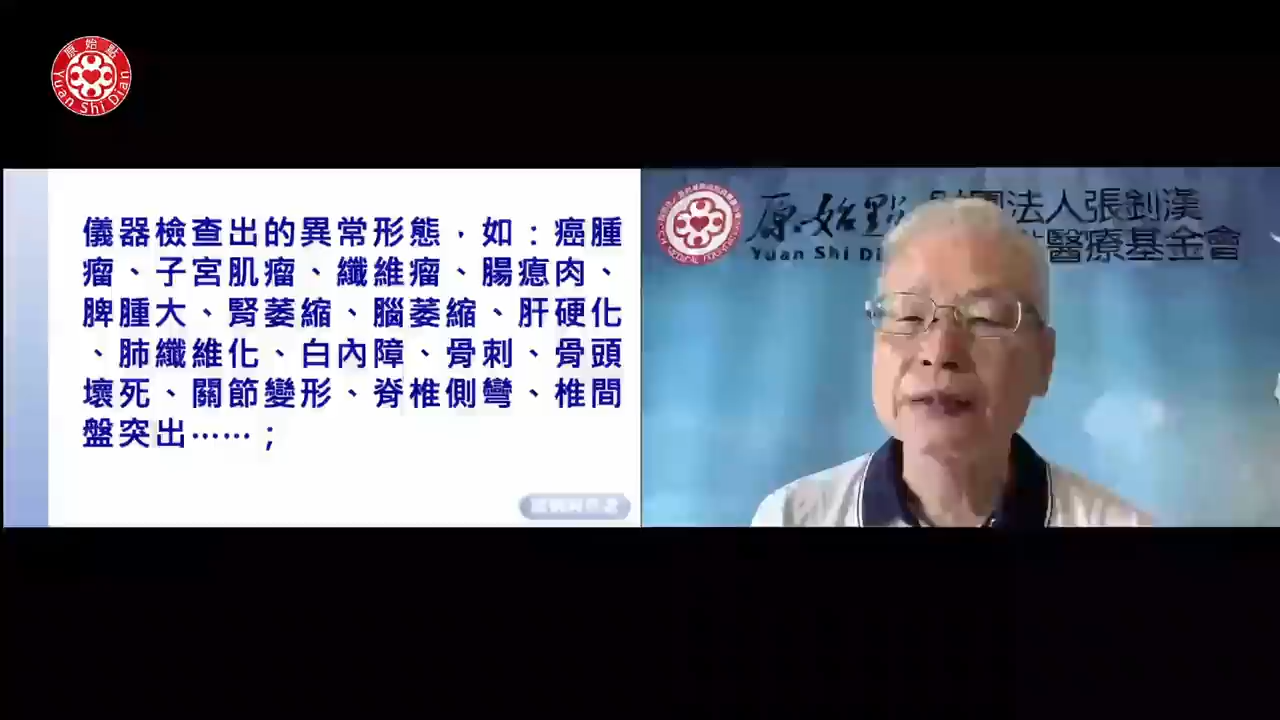 原始點
Yuan Shi Dian
儀器檢查出的異常形態，如：癌腫
瘤、子宮肌瘤、纖維瘤、腸瘜肉、
脾腫大、腎萎縮、腦萎縮、肝硬化
、肺纖維化、白內障、骨刺、骨頭
壞死、關節變形、脊椎側彎、椎間
盤突出⋯⋯；
原始點
Yuan Shi Di
法人張釗漢
醫療基金會